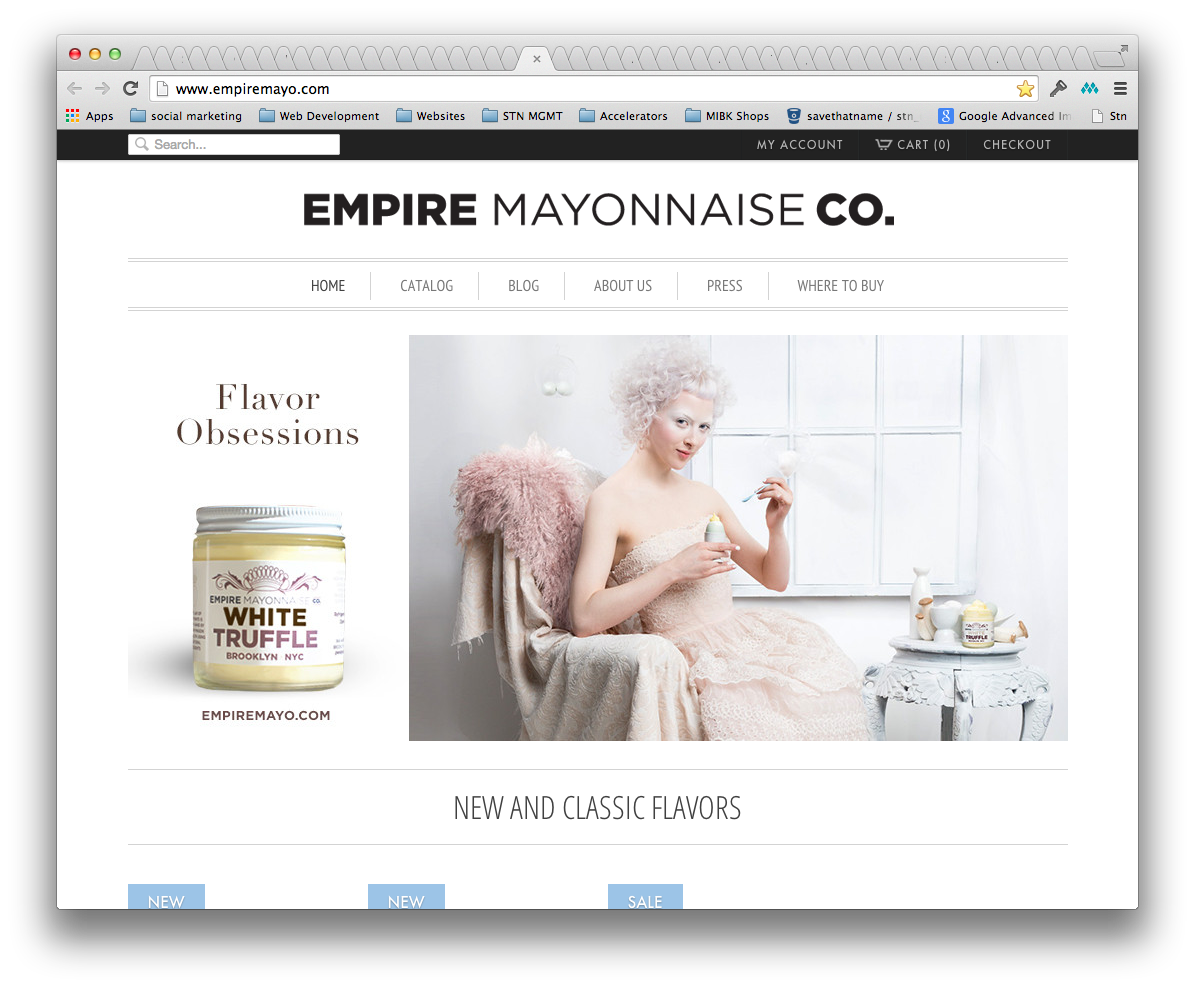 www.empiremayo.com
Apps social marketing Web Development Websites STN MGMT Accelerators MIBK Shops savethatname / stn_ Google Advanced Im Stn
Search... MY ACCOUNT CART (0) CHECKOUT
EMPIRE MAYONNAISE CO.
HOME CATALOG BLOG ABOUT US PRESS WHERE TO BUY
Flavor
Obsessions
EMPIRE MAYONNAISE CO.
WHITE
TRUFFLE
BROOKLYN NYC
EMPIREMAYO.COM
WHITE
TRUFFLE
NEW AND CLASSIC FLAVORS
NEW NEW SALE